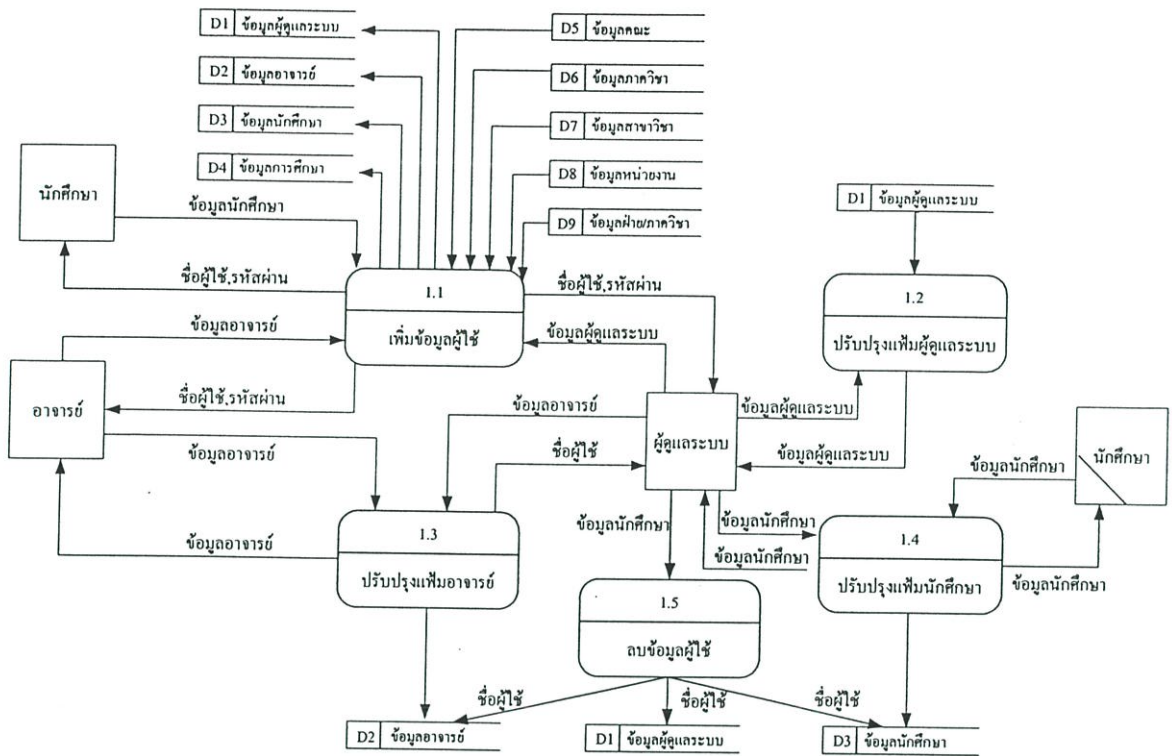 D1 ข้อมูลผู้ดูแลระบบ
D5 ข้อมูลคณะ
D2 ข้อมูลอาจารย์
D6 ข้อมูลภาควิชา
D3 ข้อมูลนักศึกษา
D7 ข้อมูลสาขาวิชา
D4 ข้อมูลการศึกษา
D8 ข้อมูลหน่วยงาน
D9 ข้อมูลฝ่าย/ภาควิชา
นักศึกษา
ข้อมูลนักศึกษา
D1 ข้อมูลผู้ดูแลระบบ
ชื่อผู้ใช้,รหัสผ่าน
1.1
เพิ่มข้อมูลผู้ใช้
ชื่อผู้ใช้,รหัสผ่าน
1.2
ปรับปรุงแฟ้มผู้ดูแลระบบ
ข้อมูลอาจารย์
ข้อมูลผู้ดูแลระบบ
อาจารย์
ชื่อผู้ใช้,รหัสผ่าน
ข้อมูลอาจารย์
ผู้ดูแลระบบ
ข้อมูลผู้ดูแลระบบ
ข้อมูลอาจารย์
ชื่อผู้ใช้
ข้อมูลผู้ดูแลระบบ
ข้อมูลนักศึกษา
นักศึกษา
ข้อมูลอาจารย์
1.3
ปรับปรุงแฟ้มอาจารย์
ข้อมูลนักศึกษา
ข้อมูลนักศึกษา
ข้อมูลนักศึกษา
1.4
ปรับปรุงแฟ้มนักศึกษา
ข้อมูลนักศึกษา
1.5
ลบข้อมูลผู้ใช้
ชื่อผู้ใช้
ชื่อผู้ใช้
ชื่อผู้ใช้
D2 ข้อมูลอาจารย์
D1 ข้อมูลผู้ดูแลระบบ
D3 ข้อมูลนักศึกษา